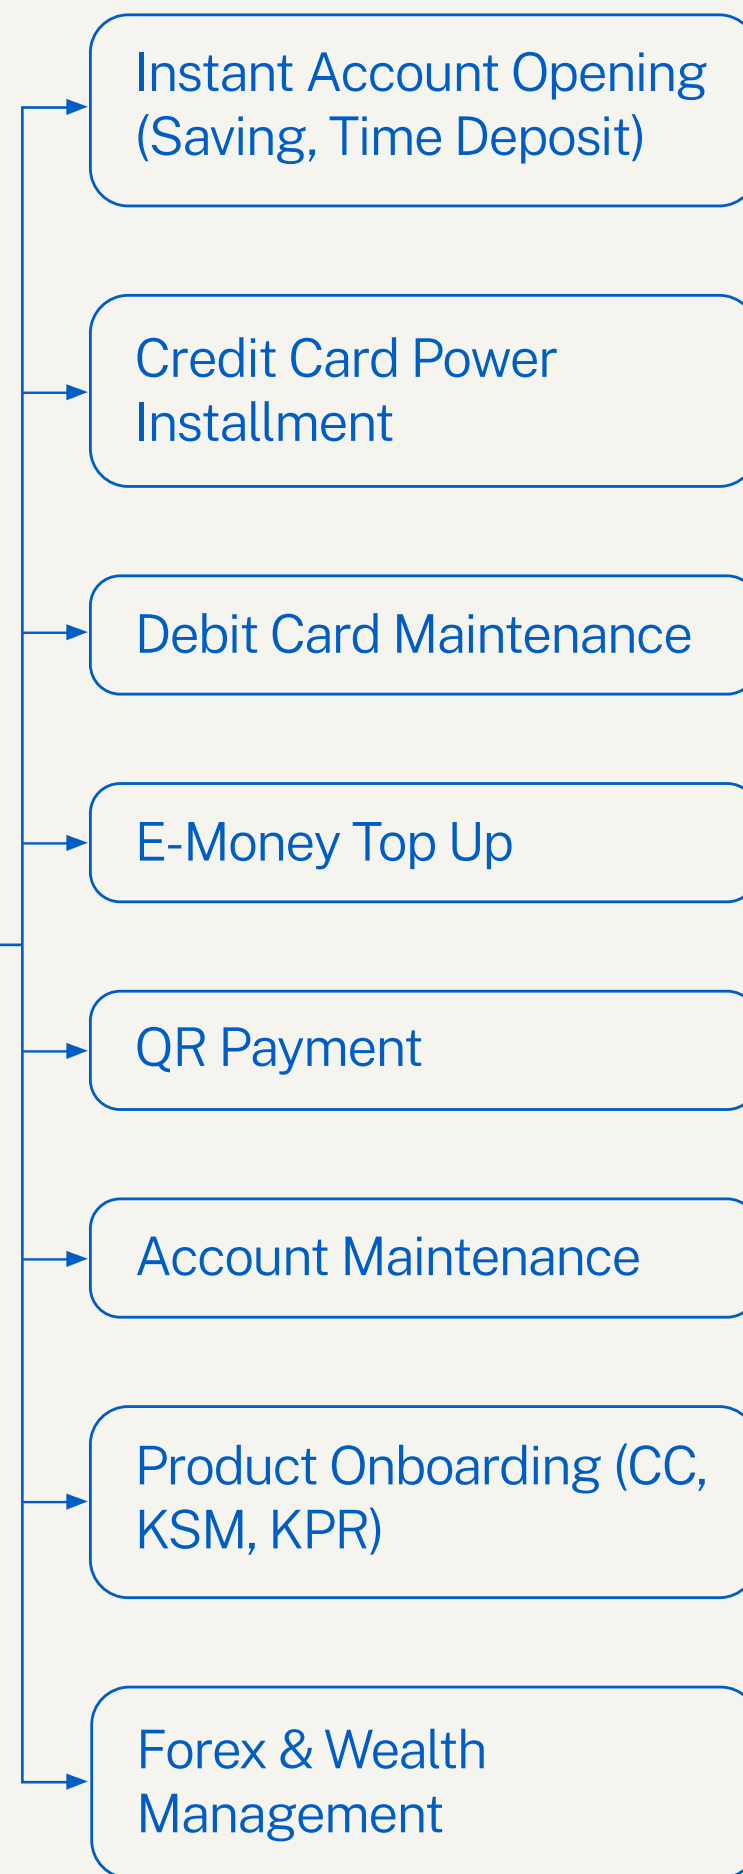 Instant Account Opening
(Saving, Time Deposit)
Credit Card Power
Installment
Debit Card Maintenance
E-Money Top Up
QR Payment
Account Maintenance
Product Onboarding (CC,
KSM, KPR)
Forex & Wealth
Management